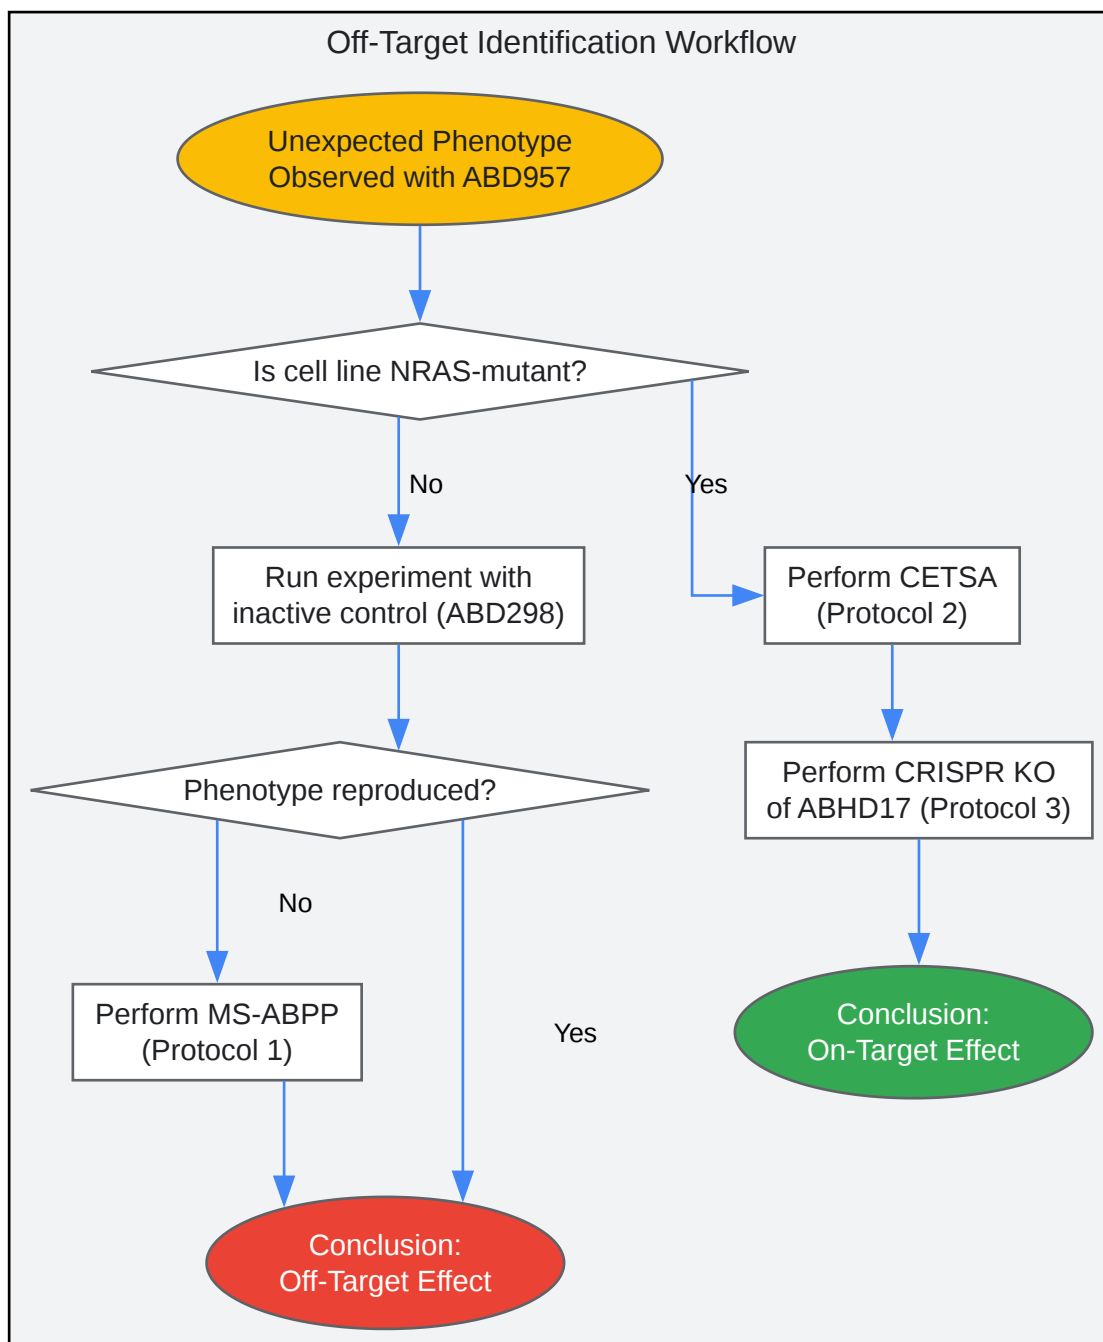 Off-Target Identification Workflow
Unexpected Phenotype
Observed with ABD957
Is cell line NRAS-mutant?
No
Yes
Run experiment with
inactive control (ABD298)
Perform CETSA
(Protocol 2)
Phenotype reproduced?
Perform CRISPR KO
of ABHD17 (Protocol 3)
No
Yes
Perform MS-ABPP
(Protocol 1)
Conclusion:
On-Target Effect
Conclusion:
Off-Target Effect